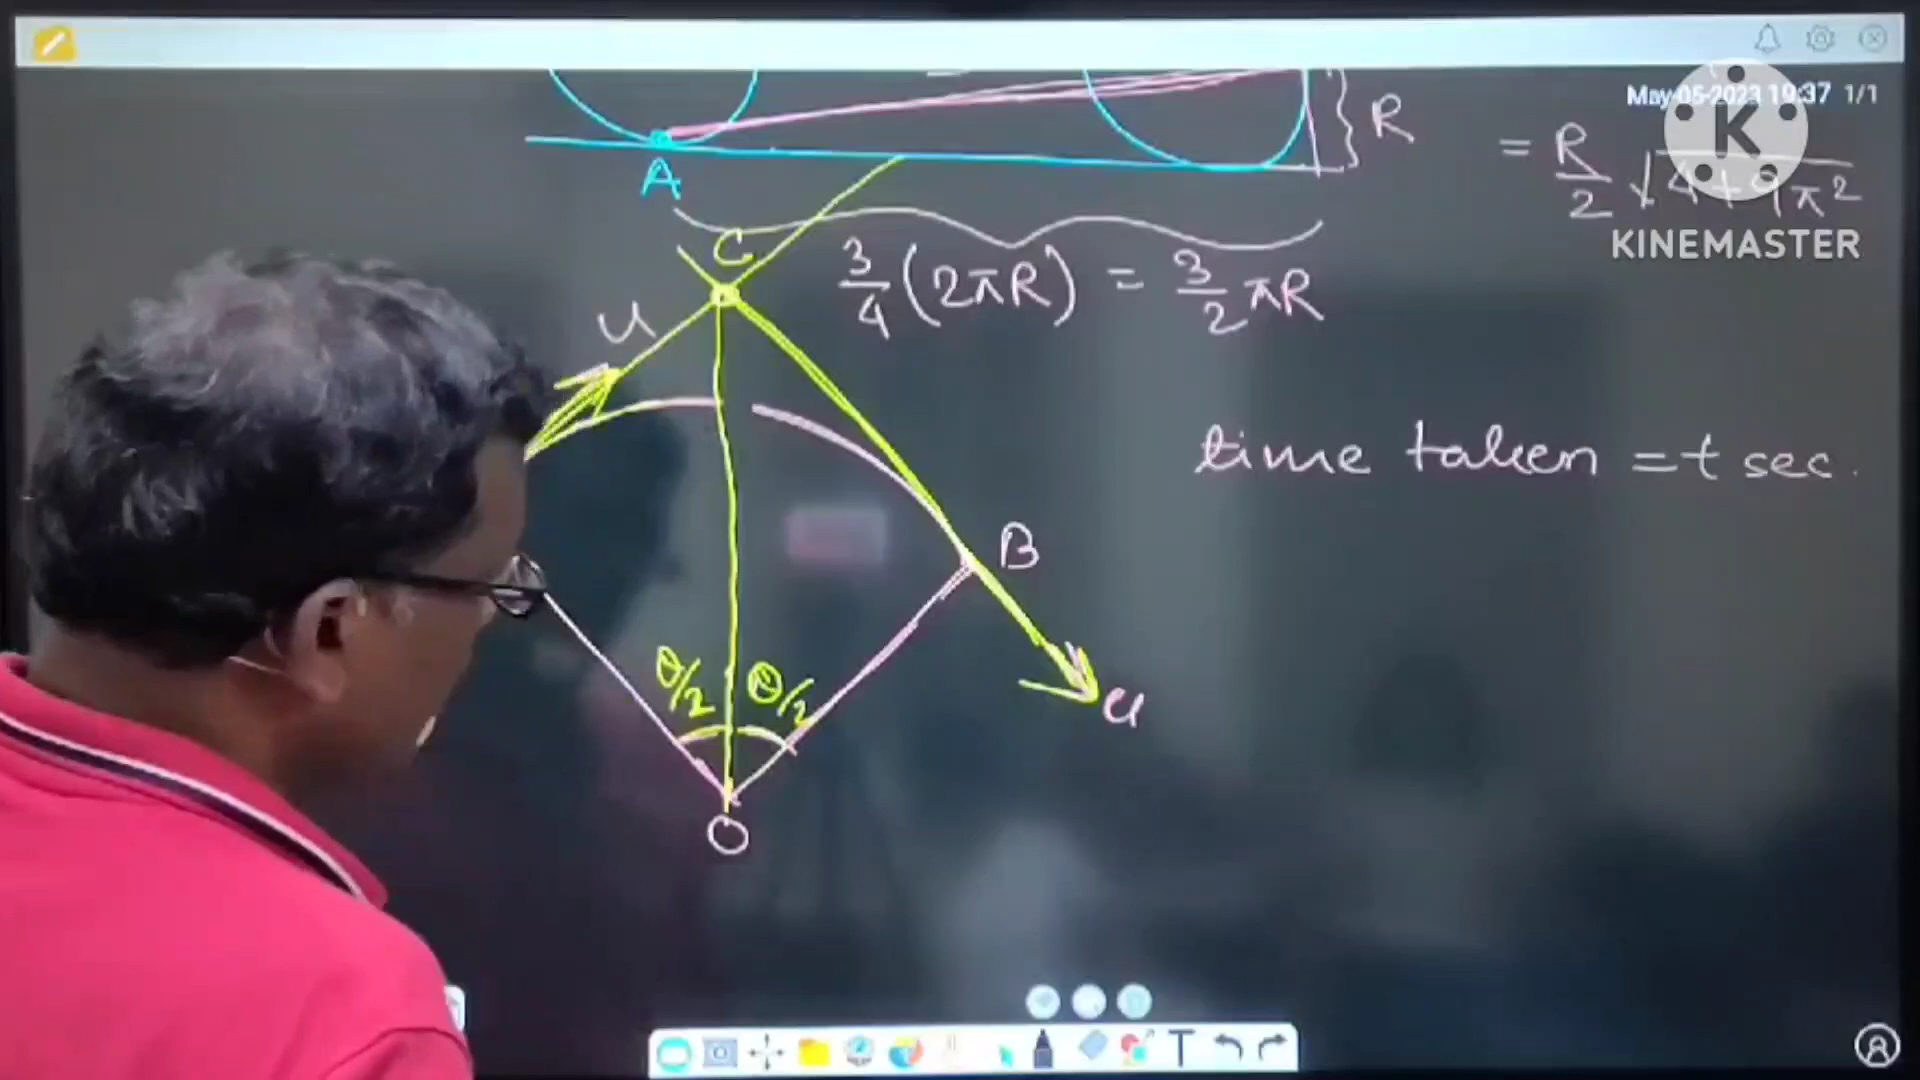 May-05-2023 19:37 1/1
R
= R/2 √4+9π²
K
KINEMASTER
A
C
3/4 (2πR) = 3/2 πR
u
time taken = t sec.
B
θ/2 θ/2
u
O
T